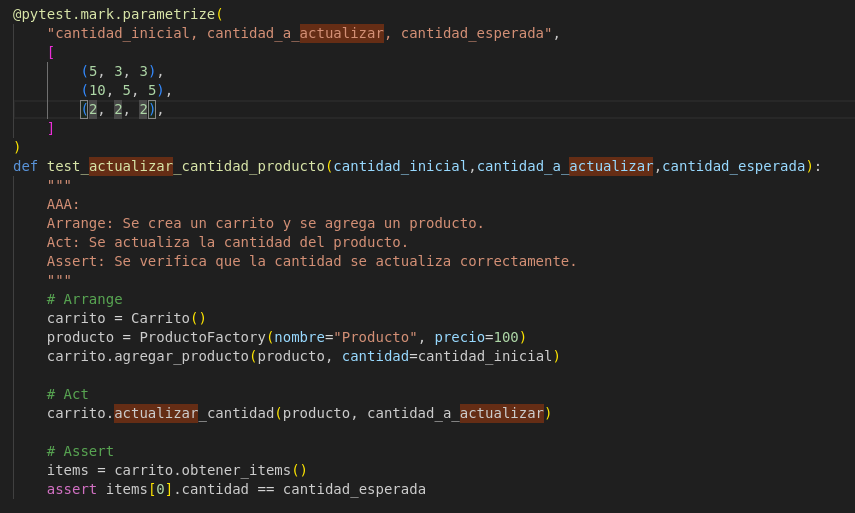 @pytest.mark.parametrize(
    "cantidad_inicial, cantidad_a_actualizar, cantidad_esperada",
    [
        (5, 3, 3),
        (10, 5, 5),
        (2, 2, 2),
    ]
)
def test_actualizar_cantidad_producto(cantidad_inicial,cantidad_a_actualizar,cantidad_esperada):
    """
    AAA:
    Arrange: Se crea un carrito y se agrega un producto.
    Act: Se actualiza la cantidad del producto.
    Assert: Se verifica que la cantidad se actualiza correctamente.
    """
    # Arrange
    carrito = Carrito()
    producto = ProductoFactory(nombre="Producto", precio=100)
    carrito.agregar_producto(producto, cantidad=cantidad_inicial)

    # Act
    carrito.actualizar_cantidad(producto, cantidad_a_actualizar)

    # Assert
    items = carrito.obtener_items()
    assert items[0].cantidad == cantidad_esperada